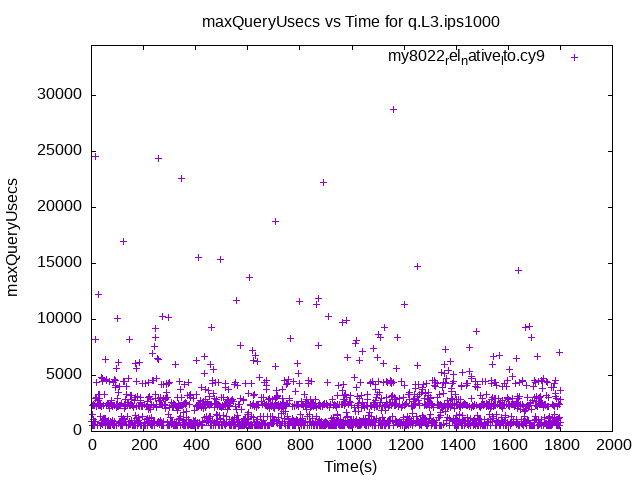 maxQueryUsecs vs Time for q.L3.ips1000
my8022relnativelto.cy9
30000
25000
20000
15000
10000
5000
0
maxQueryUsecs
0 200 400 600 800 1000 1200 1400 1600 1800 2000
Time(s)